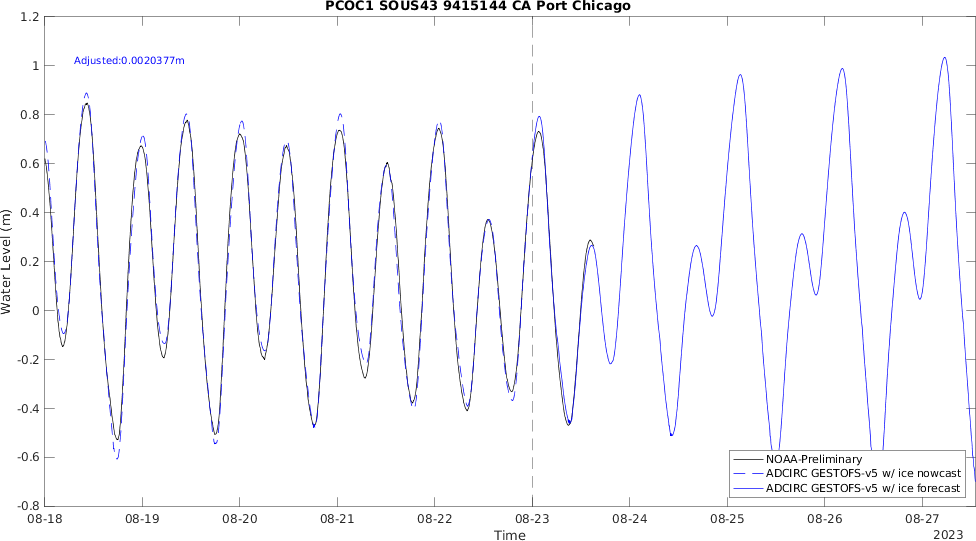 PCOC1 SOUS43 9415144 CA Port Chicago
1.2
1
0.8
0.6
0.4
0.2
0
-0.2
-0.4
-0.6
-0.8
Water Level (m)
Adjusted:0.0020377m
NOAA-Preliminary
ADCIRC GESTOFS-v5 w/ ice nowcast
ADCIRC GESTOFS-v5 w/ ice forecast
08-18 08-19 08-20 08-21 08-22 08-23 08-24 08-25 08-26 08-27
Time
2023